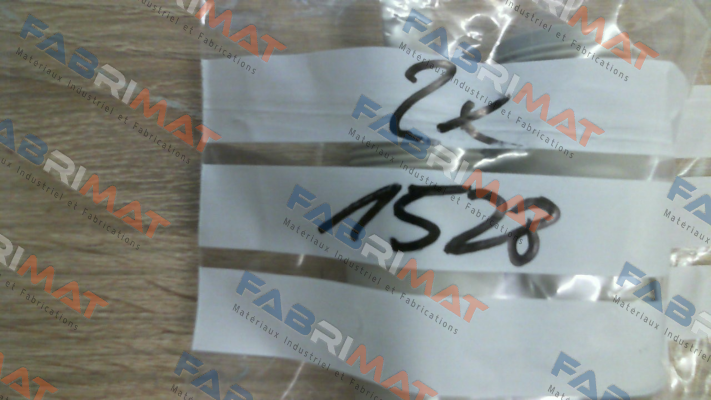 2x
1528
FABRIMAT
Materiaux Industriel et Fabrications